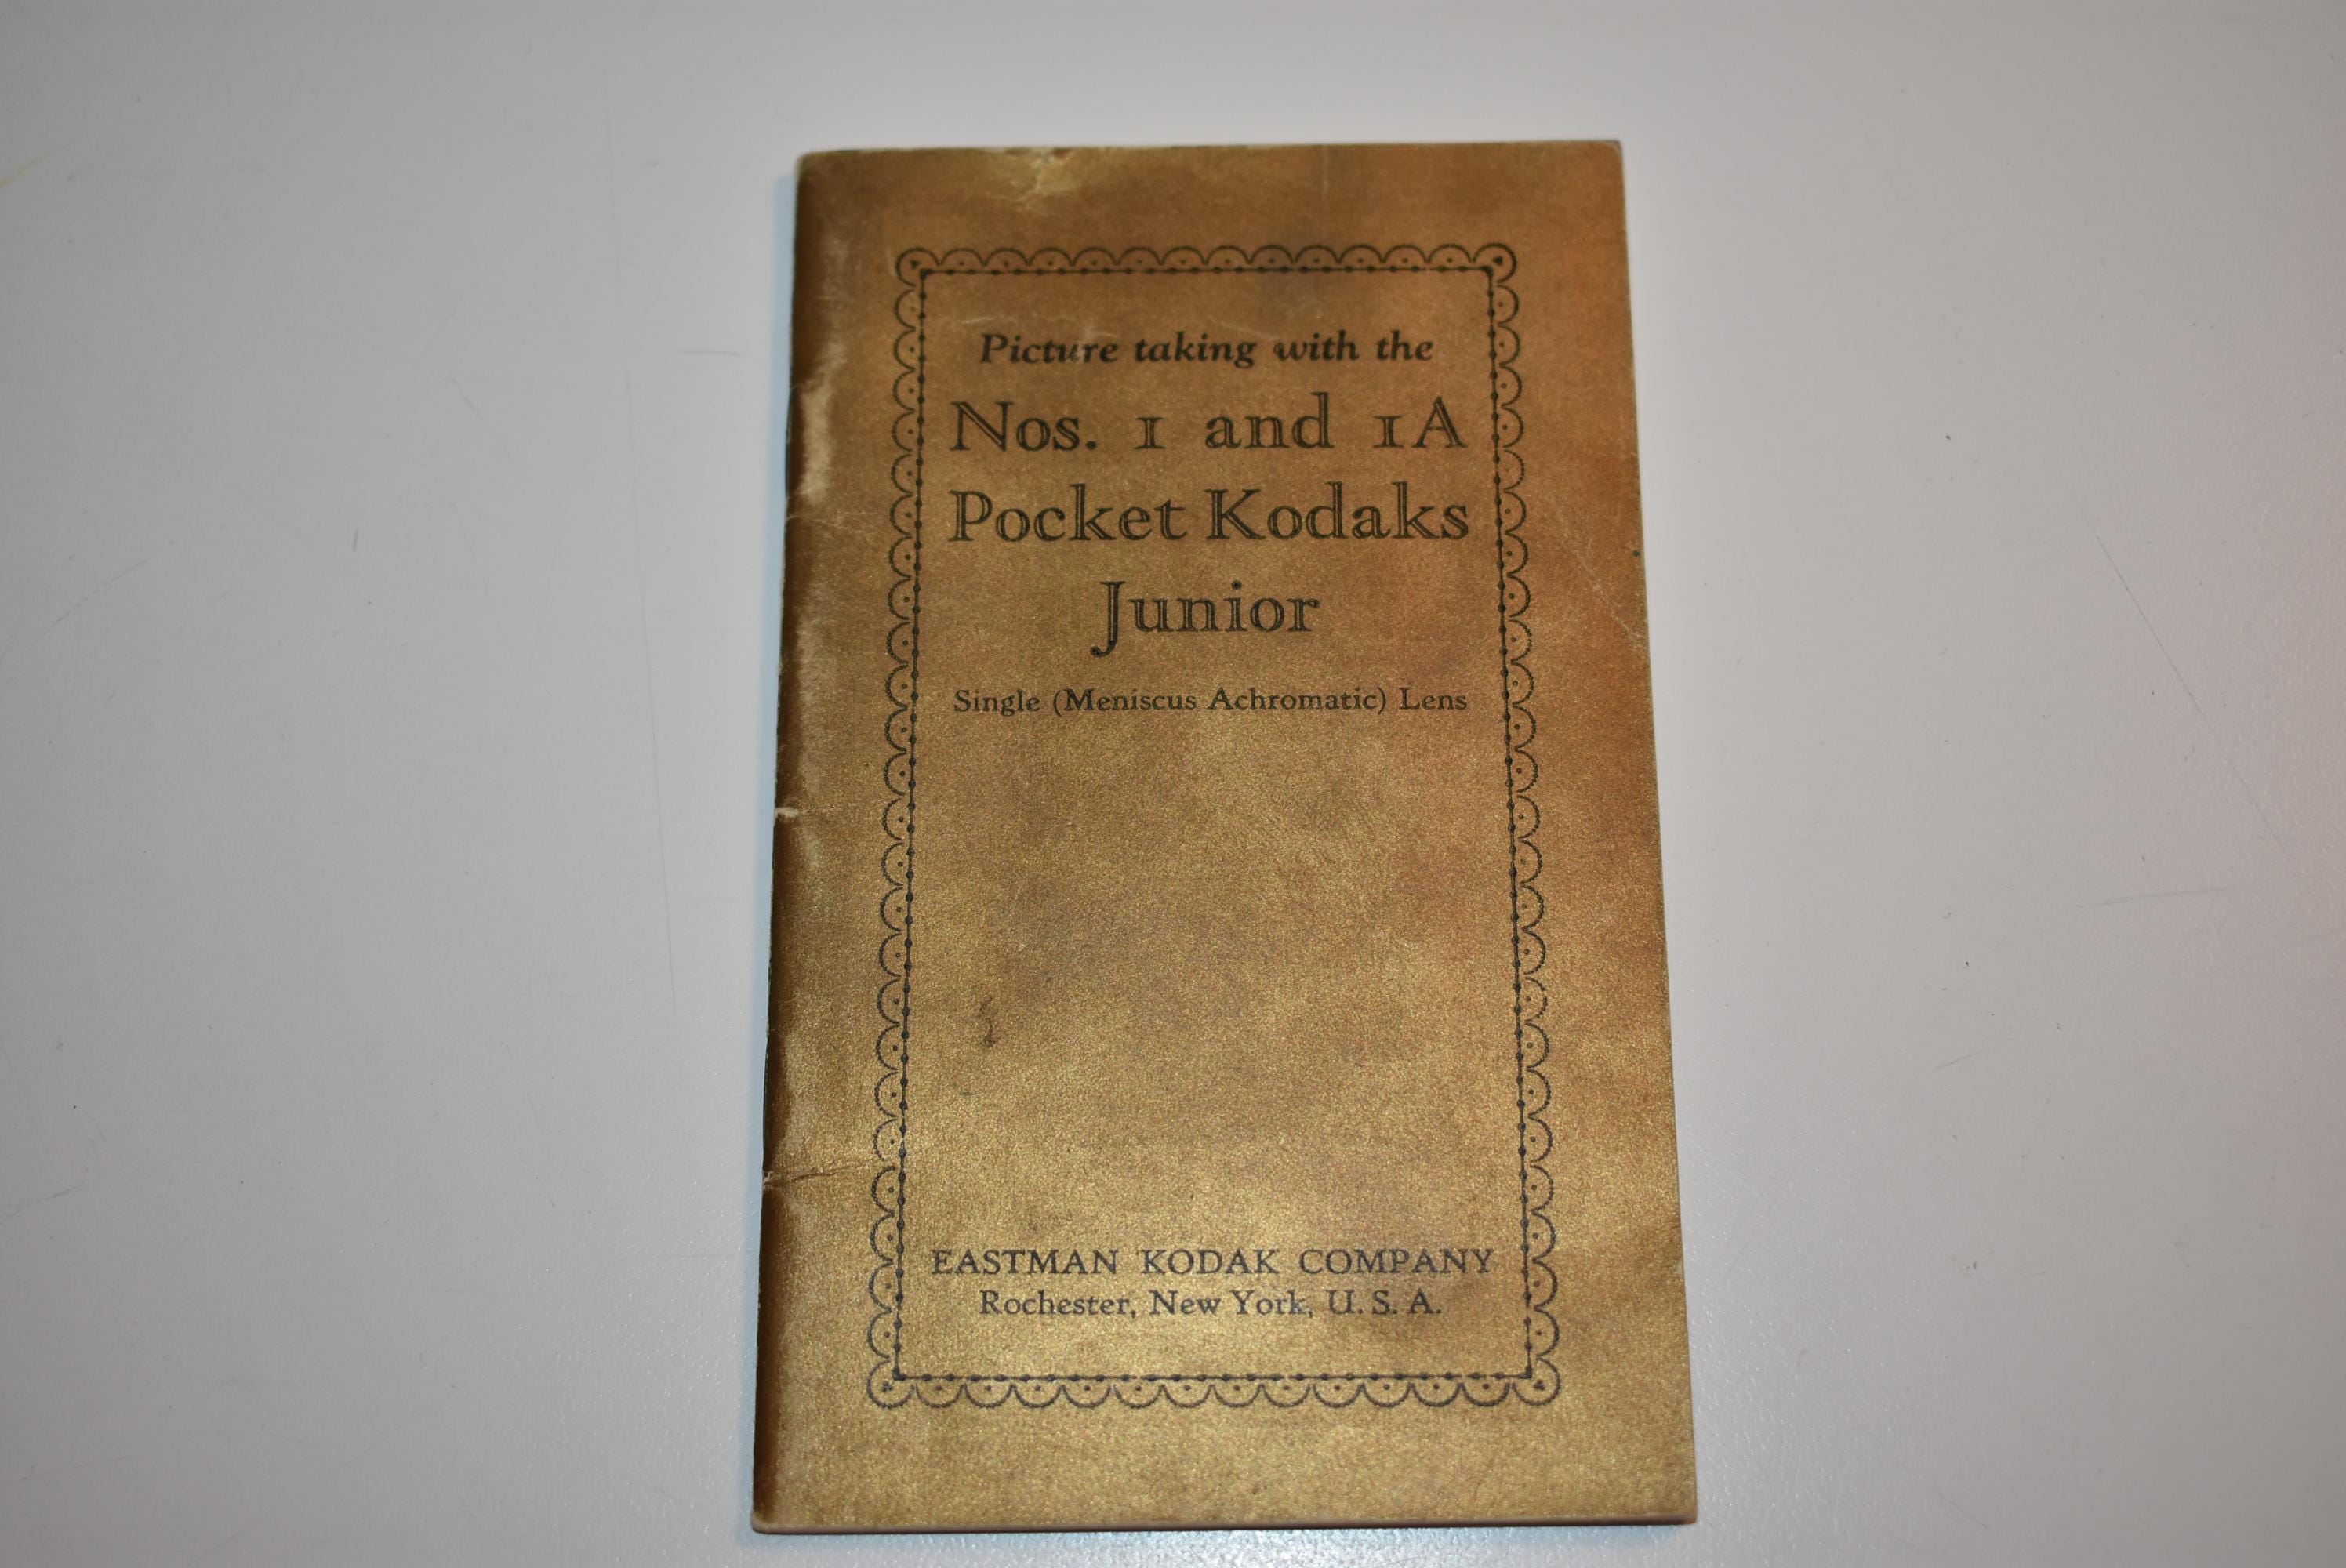 Picture taking with the
Nos. 1 and 1A
Pocket Kodaks
Junior
Single (Meniscus Achromatic) Lens
EASTMAN KODAK COMPANY
Rochester, New York, U. S. A.